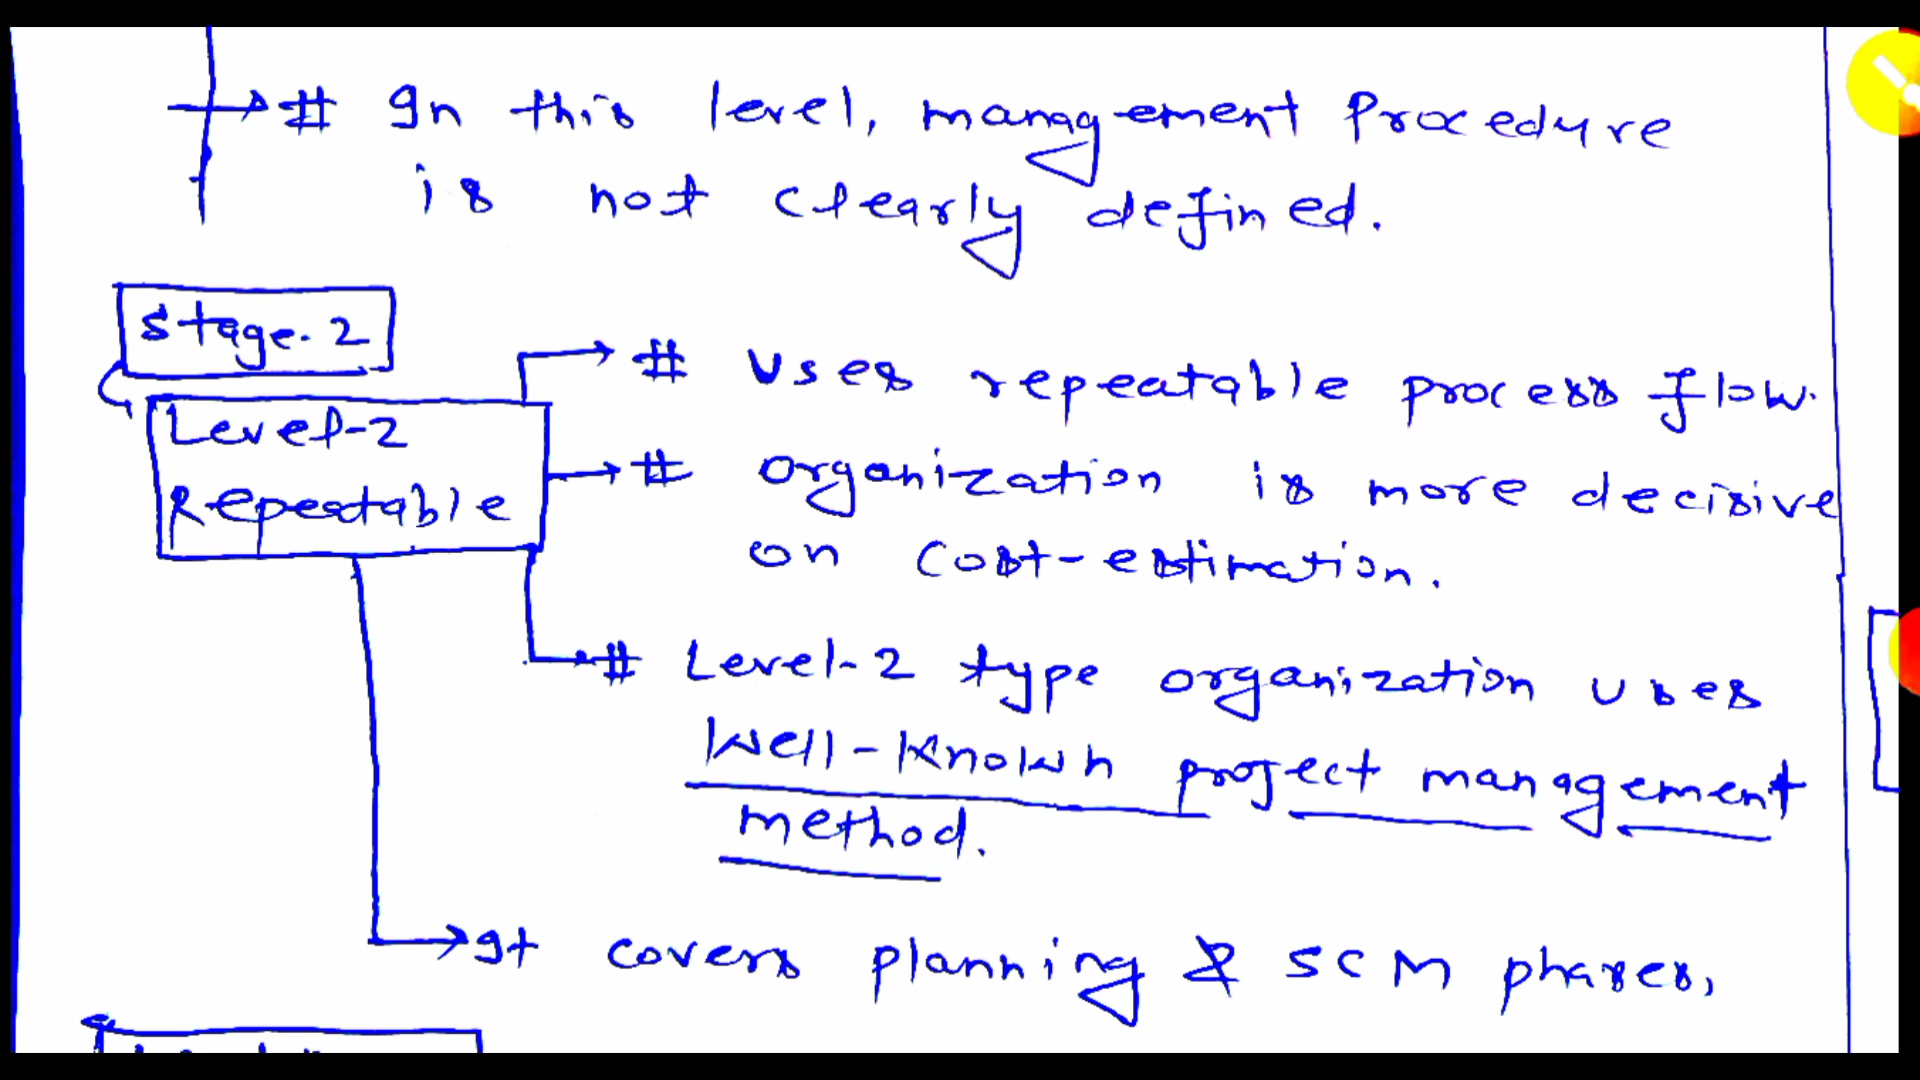 # In this level, management Procedure
is not clearly defined.
Stage-2
Level-2
Repeatable
# Uses repeatable process flow.
# organization is more decisive
on cost-estimation.
# Level-2 type organization uses
Well-Known project management
method.
It covers planning & SCM phases,